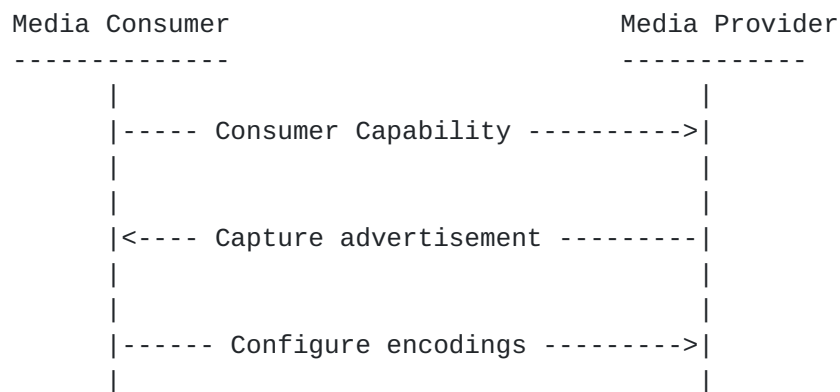 Media Consumer                         Media Provider
--------------                         ------------
      |                                     |
      |----- Consumer Capability ---------->|
      |                                     |
      |                                     |
      |<---- Capture advertisement ---------|
      |                                     |
      |                                     |
      |------ Configure encodings --------->|
      |                                     |